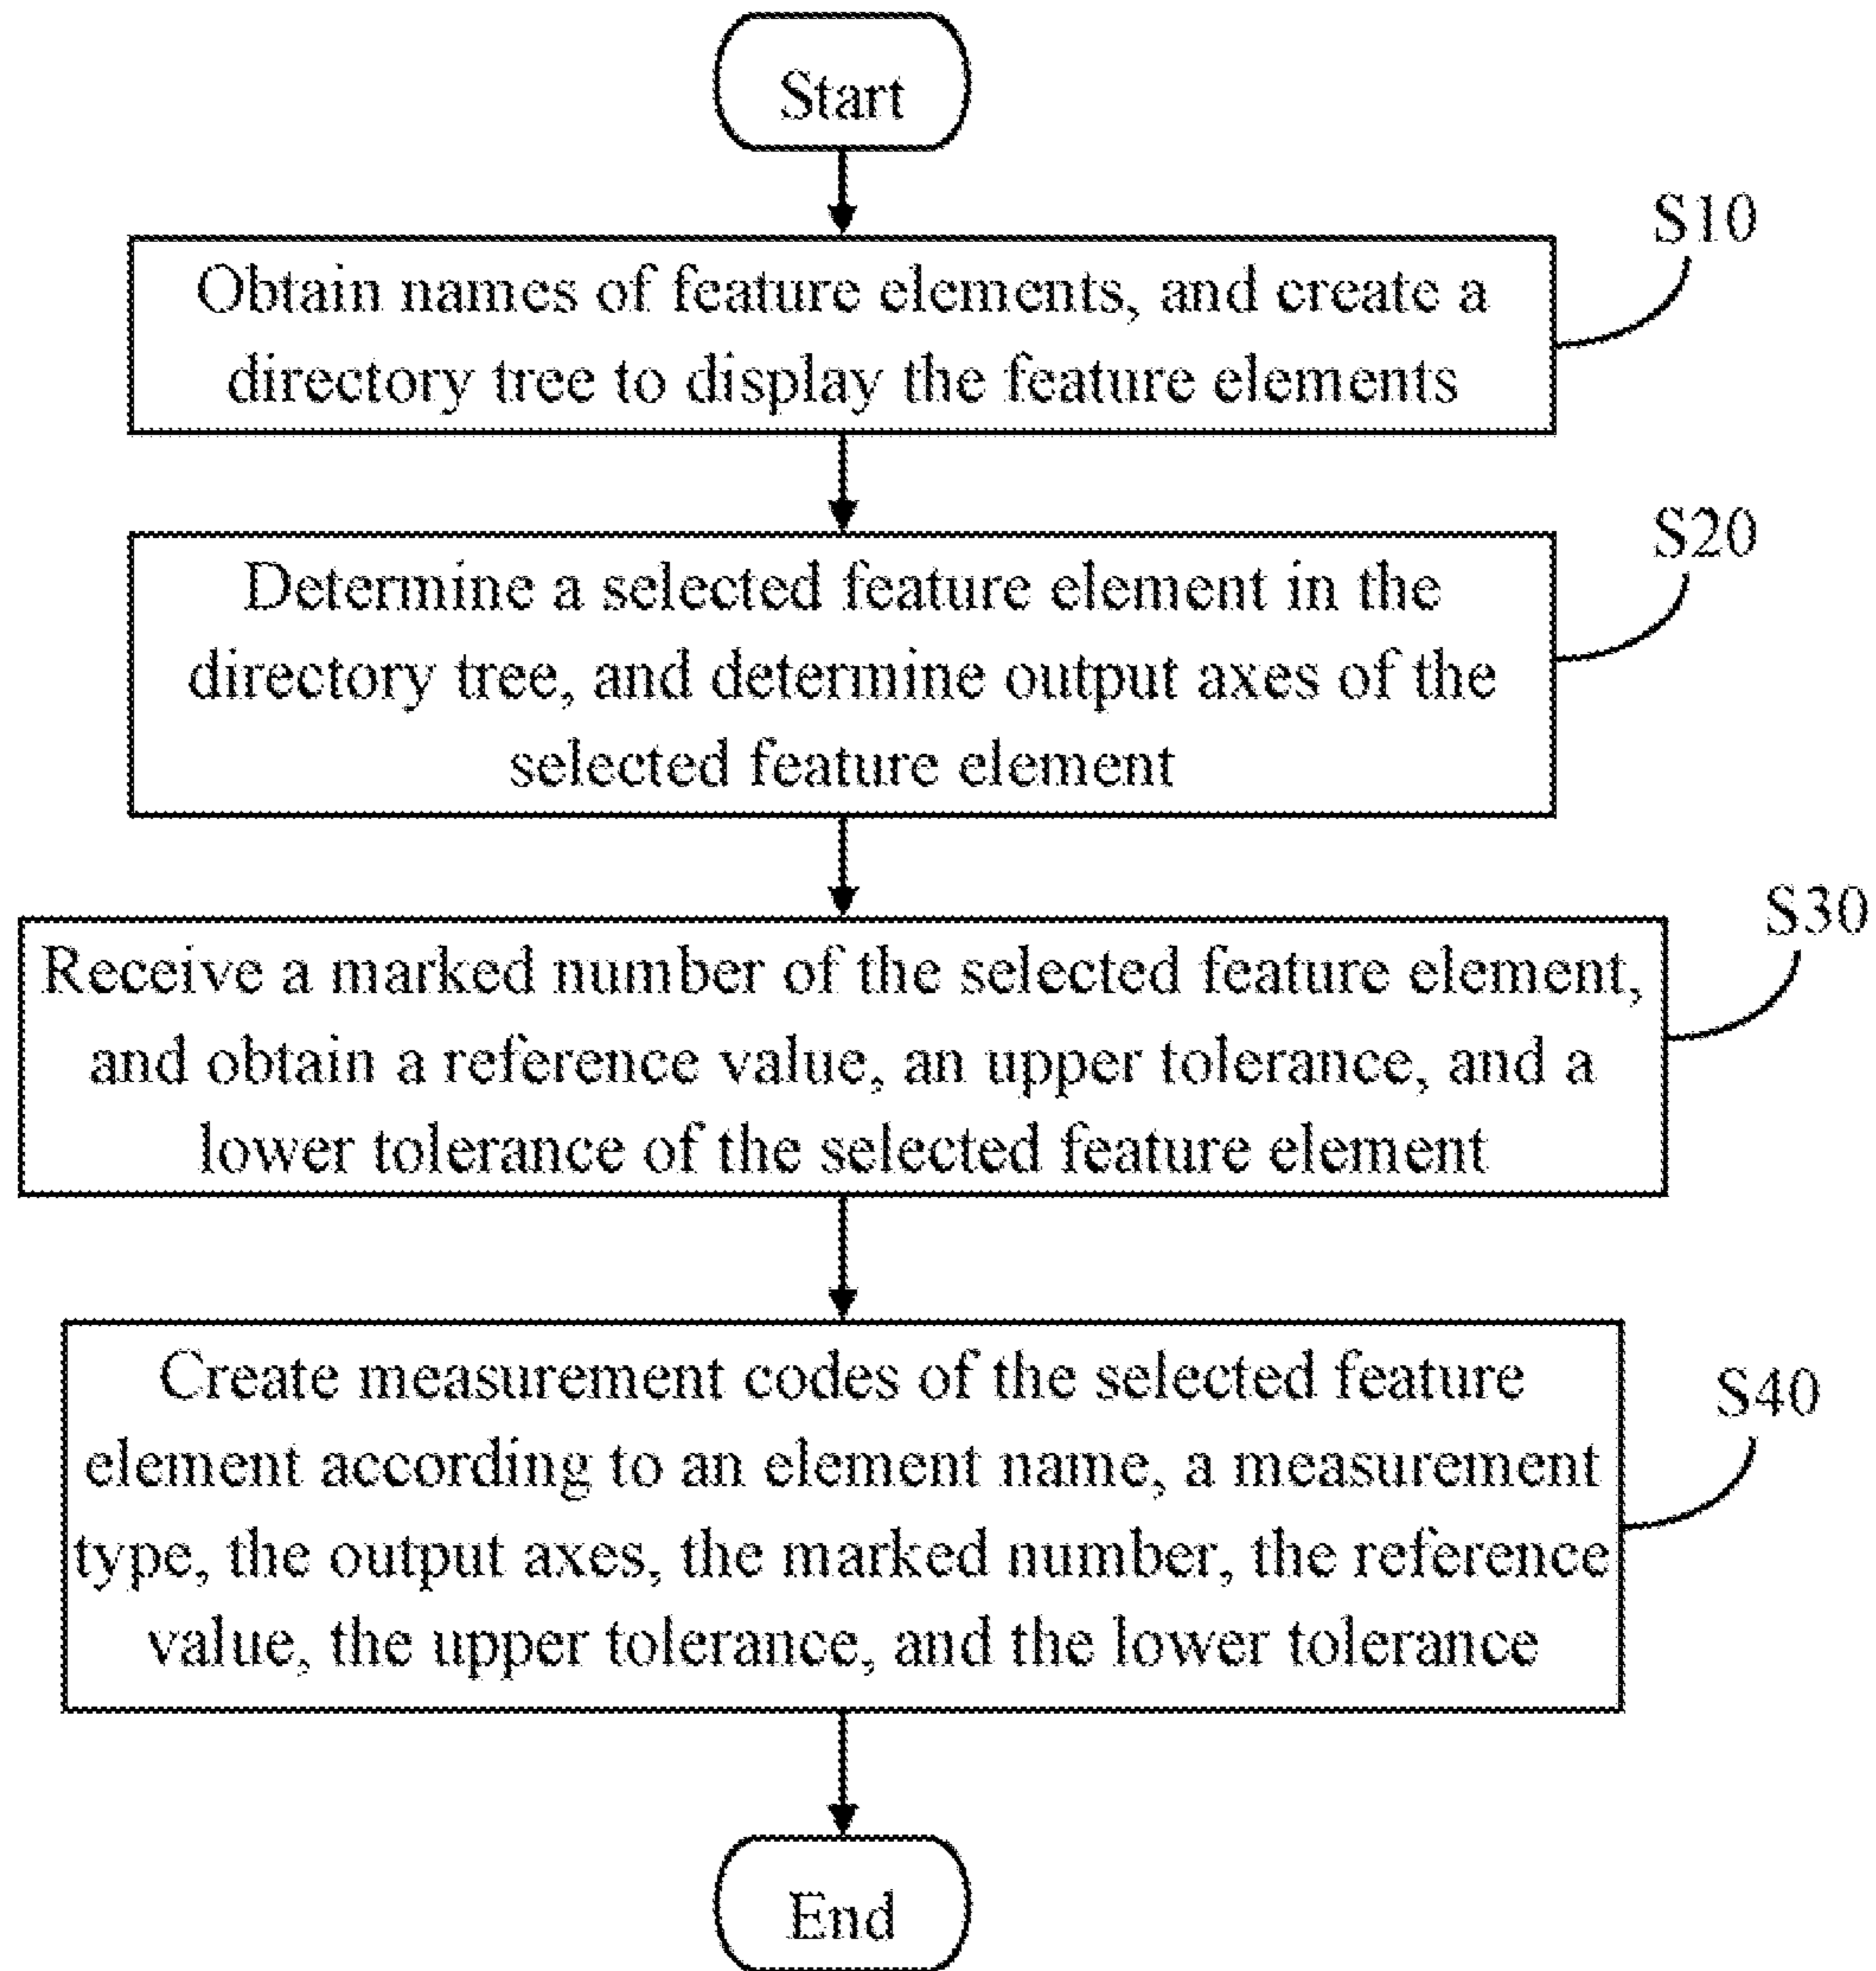 Start
S10
Obtain names of feature elements, and create a
directory tree to display the feature elements
S20
Determine a selected feature element in the
directory tree, and determine output axes of the
selected feature element
S30
Receive a marked number of the selected feature element,
and obtain a reference value, an upper tolerance, and a
lower tolerance of the selected feature element
S40
Create measurement codes of the selected feature
element according to an element name, a measurement
type, the output axes, the marked number, the reference
value, the upper tolerance, and the lower tolerance
End